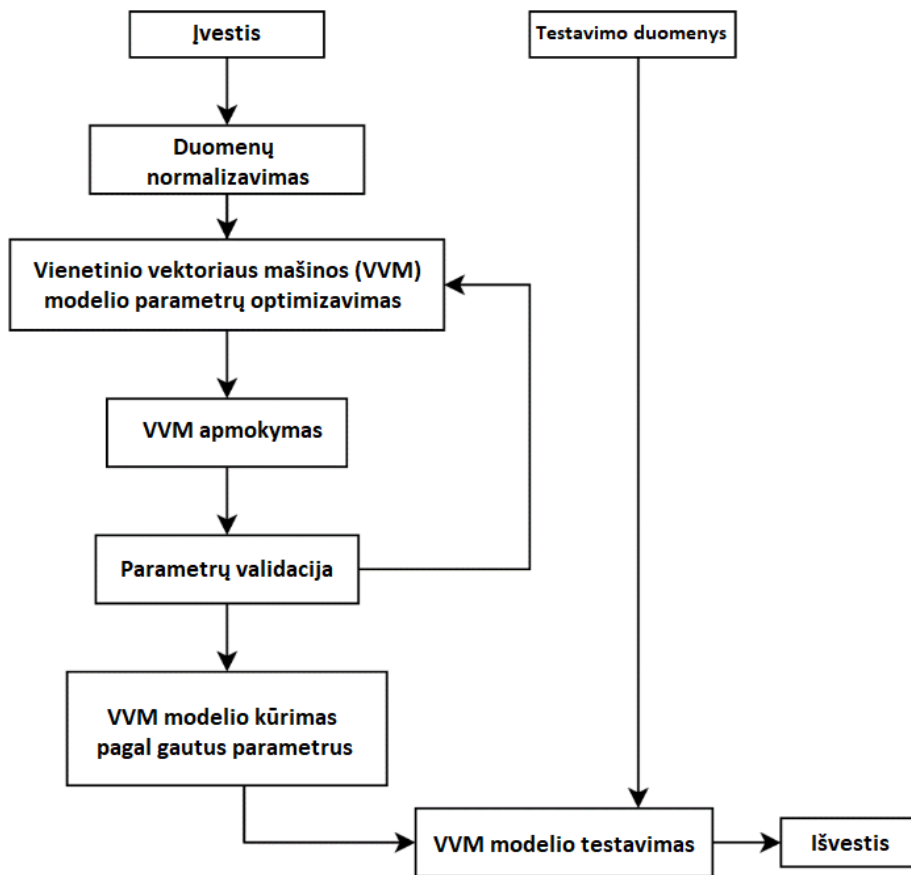 Įvestis
Testavimo duomenys
Duomenų
normalizavimas
Vienetinio vektoriaus mašinos (VVM)
modelio parametrų optimizavimas
VVM apmokymas
Parametrų validacija
VVM modelio kūrimas
pagal gautus parametrus
VVM modelio testavimas
Išvestis